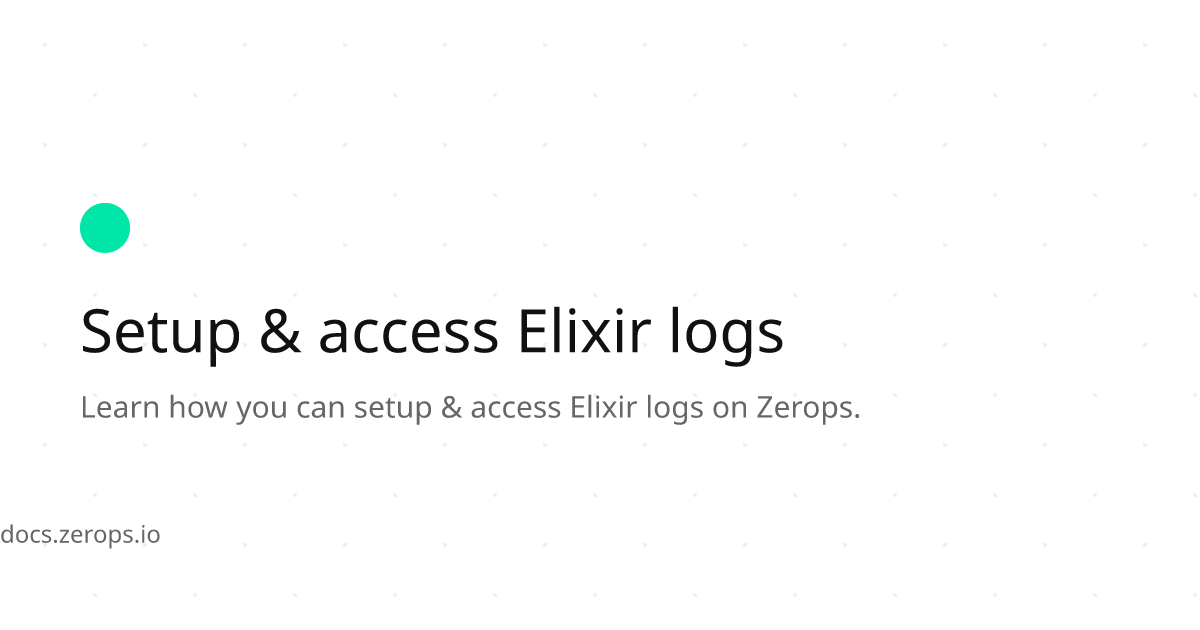 Setup & access Elixir logs
Learn how you can setup & access Elixir logs on Zerops.
docs.zerops.io